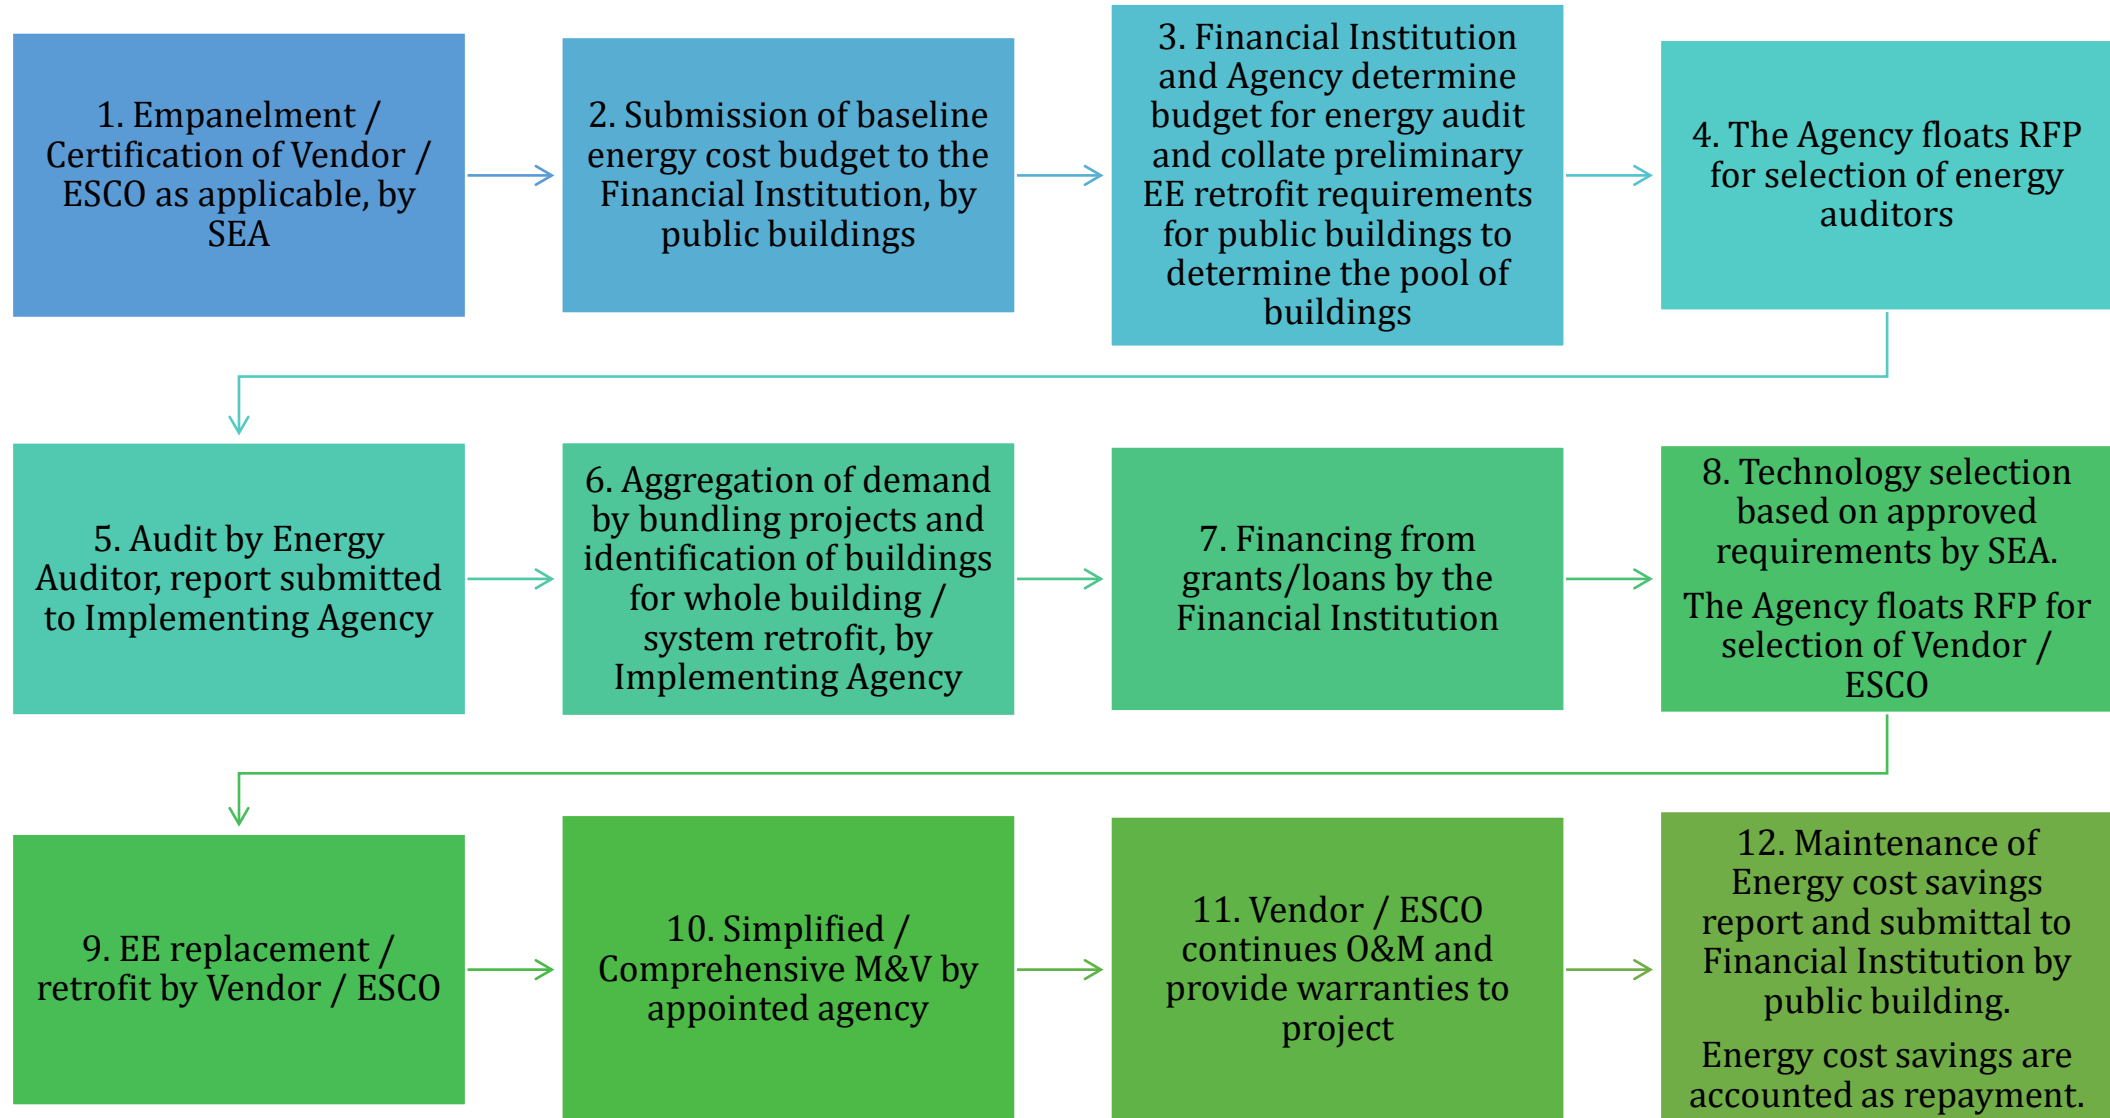 1. Empanelment /
Certification of Vendor /
ESCO as applicable, by
SEA
2. Submission of baseline
energy cost budget to the
Financial Institution, by
public buildings
3. Financial Institution
and Agency determine
budget for energy audit
and collate preliminary
EE retrofit requirements
for public buildings to
determine the pool of
buildings
4. The Agency floats RFP
for selection of energy
auditors
5. Audit by Energy
Auditor, report submitted
to Implementing Agency
6. Aggregation of demand
by bundling projects and
identification of buildings
for whole building /
system retrofit, by
Implementing Agency
7. Financing from
grants/loans by the
Financial Institution
8. Technology selection
based on approved
requirements by SEA.
The Agency floats RFP for
selection of Vendor /
ESCO
9. EE replacement /
retrofit by Vendor / ESCO
10. Simplified /
Comprehensive M&V by
appointed agency
11. Vendor / ESCO
continues O&M and
provide warranties to
project
12. Maintenance of
Energy cost savings
report and submittal to
Financial Institution by
public building.
Energy cost savings are
accounted as repayment.